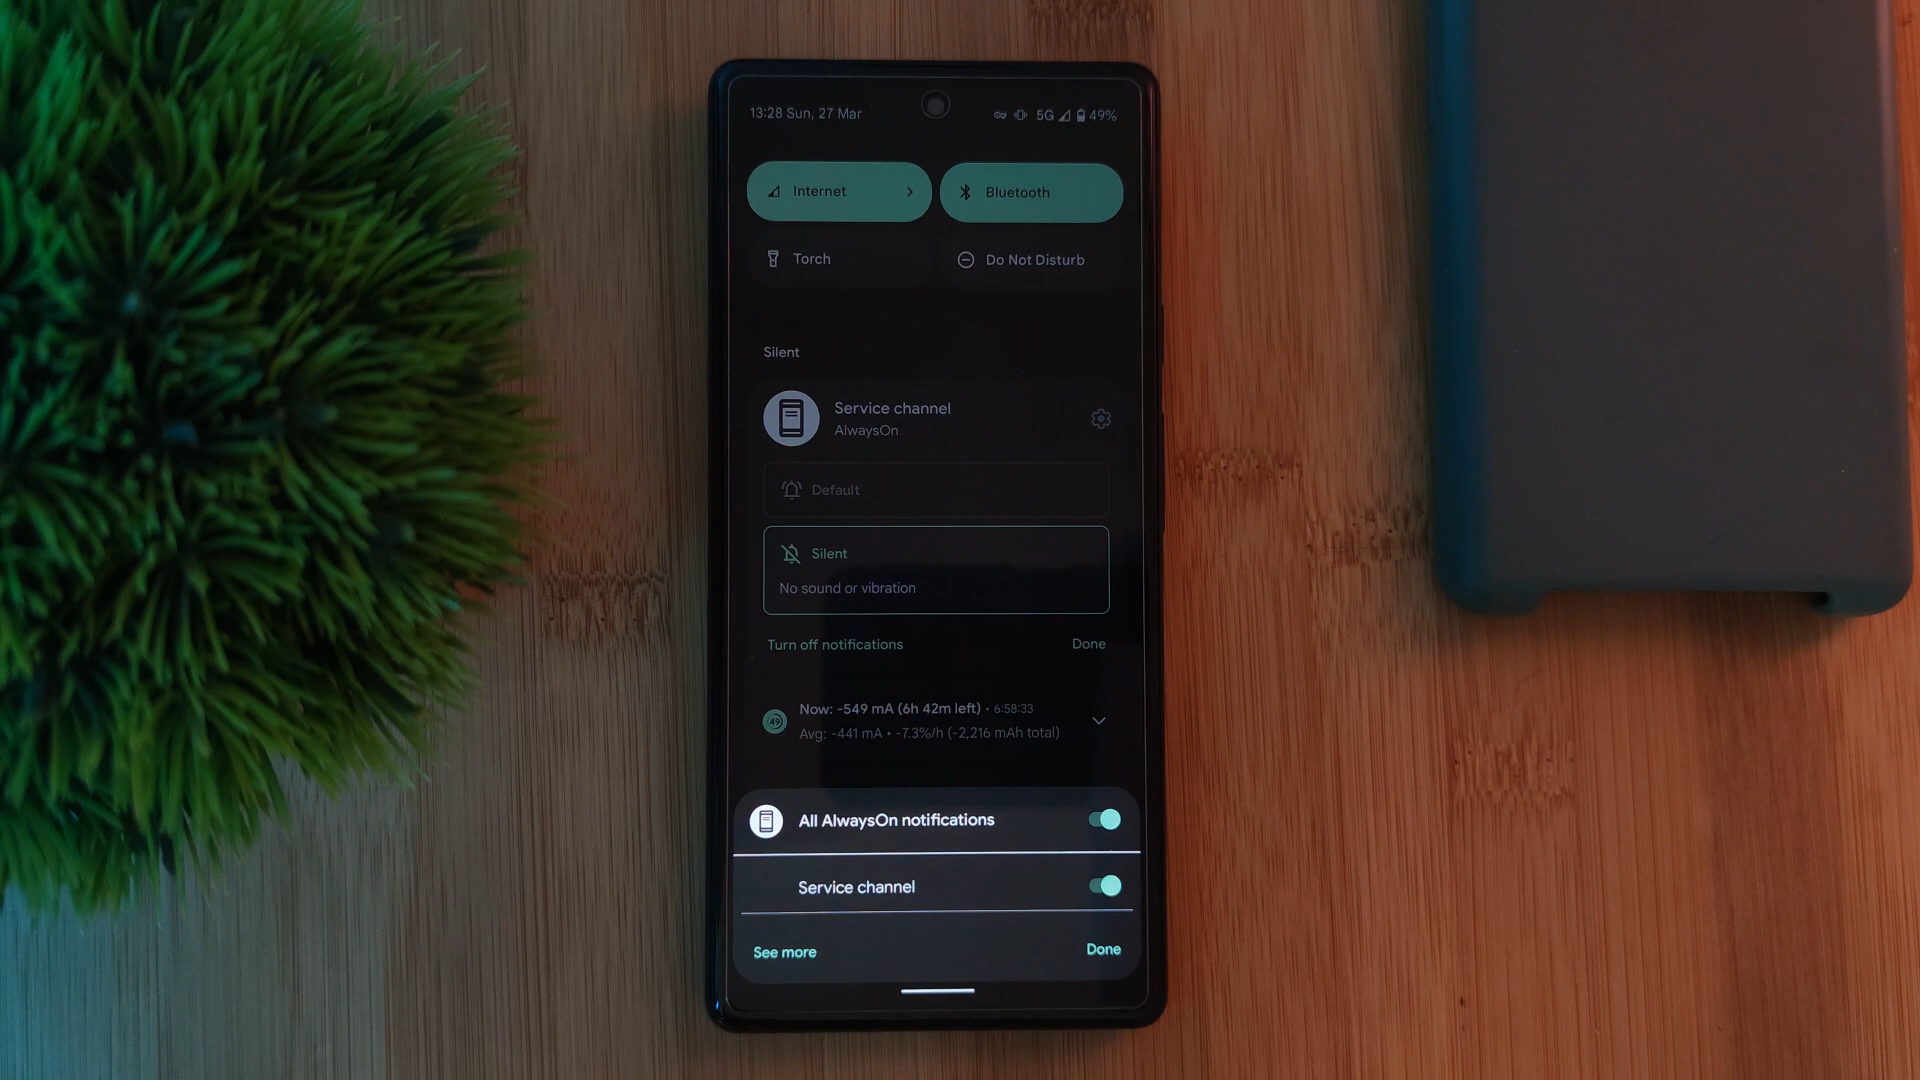 13:28 Sun, 27 Mar 5G 49%
Internet Bluetooth
Torch Do Not Disturb
Silent
Service channel
AlwaysOn
Default
Silent
No sound or vibration
Turn off notifications Done
Now: -549 mA (6h 42m left) • 6:58:33
49
Avg: -441 mA • -7.3%/h (-2,216 mAh total)
All AlwaysOn notifications
Service channel
See more Done